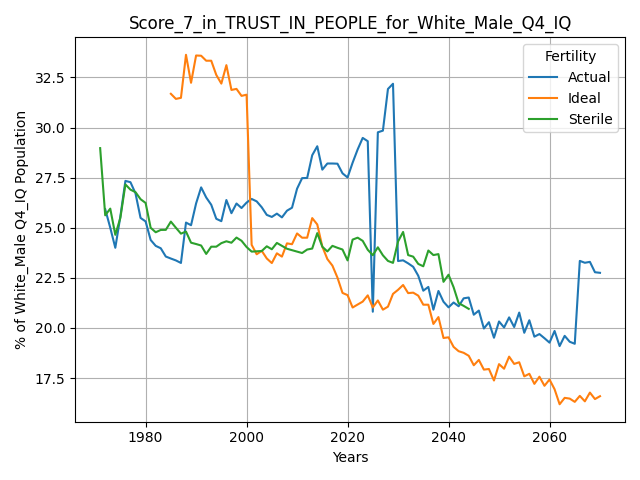 Score_7_in_TRUST_IN_PEOPLE_for_White_Male_Q4_IQ
% of White_Male Q4_IQ Population
32.5
30.0
27.5
25.0
22.5
20.0
17.5
Fertility
Actual
Ideal
Sterile
1980
2000
2020
2040
2060
Years